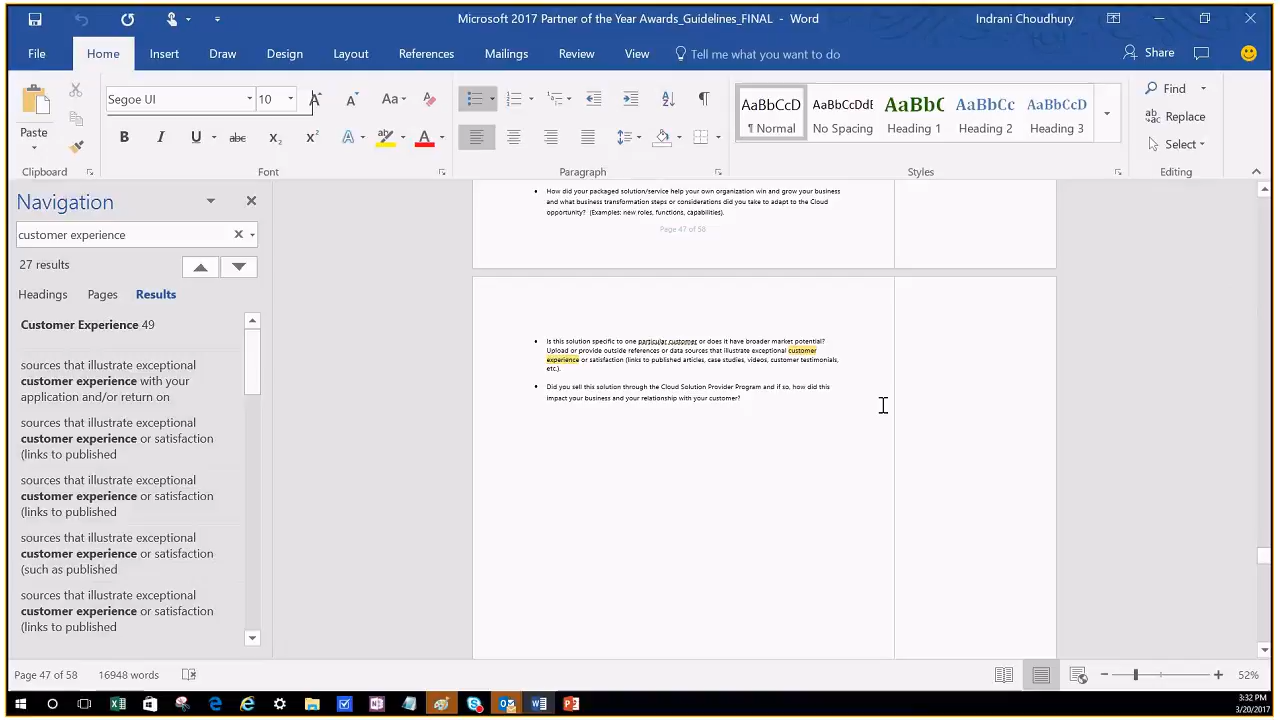 Microsoft 2017 Partner of the Year Awards_Guidelines_FINAL - Word
Indrani Choudhury
File Home Insert Draw Design Layout References Mailings Review View Tell me what you want to do Share
Segoe UI 10
Paste
Clipboard
Aa
abc
Font
Paragraph
AaBbCcD AaBbCcDdE AaBbC AaBbCc AaBbCcD
¶ Normal No Spacing Heading 1 Heading 2 Heading 3
Styles
Find
Replace
Select
Editing
Navigation
customer experience
27 results
Headings Pages Results
Customer Experience 49
sources that illustrate exceptional
customer experience with your
application and/or return on
sources that illustrate exceptional
customer experience or satisfaction
(links to published
sources that illustrate exceptional
customer experience or satisfaction
(links to published
sources that illustrate exceptional
customer experience or satisfaction
(such as published
sources that illustrate exceptional
customer experience or satisfaction
(links to published
• How did your packaged solution/service help your own organization win and grow your business
and what business transformation steps or considerations did you take to adapt to the Cloud
opportunity? (Examples: new roles, functions, capabilities).
Page 47 of 58
• Is this solution specific to one particular customer or does it have broader market potential?
Upload or provide outside references or data sources that illustrate exceptional customer
experience or satisfaction (links to published articles, case studies, videos, customer testimonials,
etc.).
• Did you sell this solution through the Cloud Solution Provider Program and if so, how did this
impact your business and your relationship with your customer?
Page 47 of 58 16948 words
52%
3:32 PM
3/20/2017